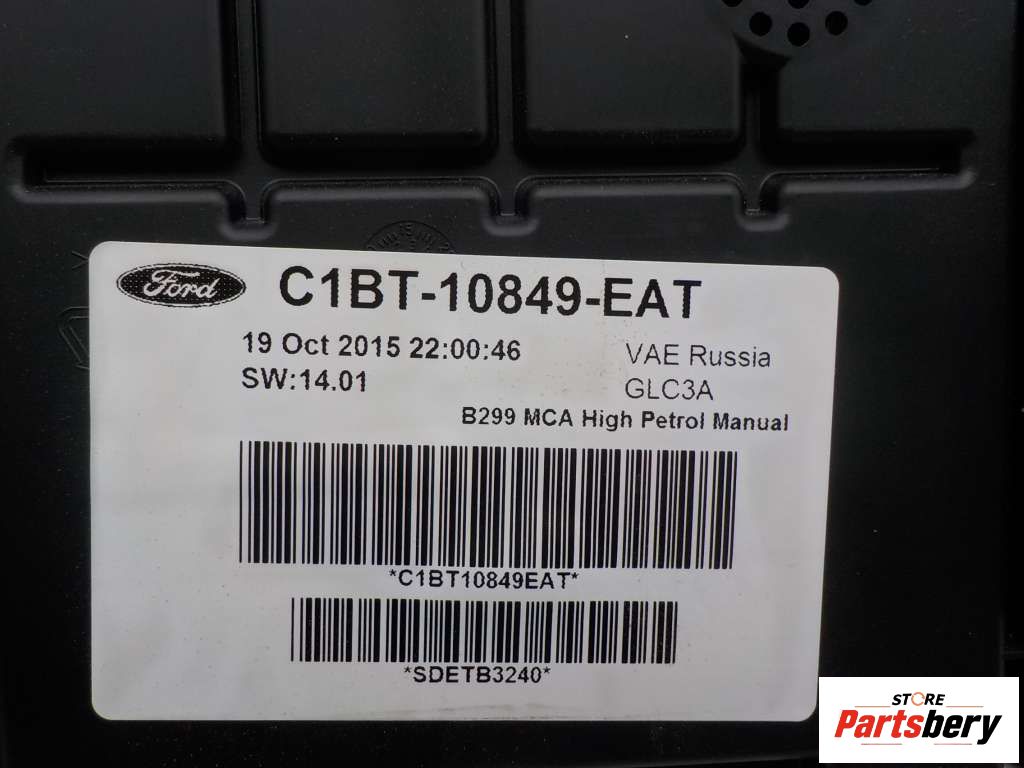 Ford C1BT-10849-EAT
19 Oct 2015 22:00:46 VAE Russia
SW:14.01 GLC3A
B299 MCA High Petrol Manual
*C1BT10849EAT*
*SDETB3240*
STORE
Partsbery